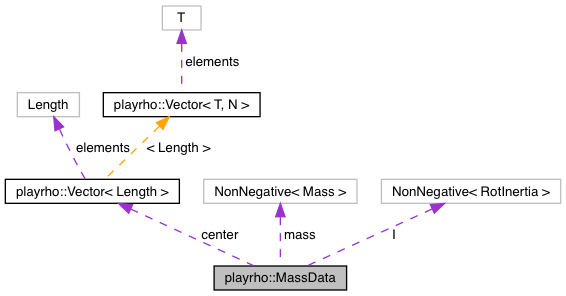 T
elements
Length
playrho::Vector< T, N >
elements
< Length >
playrho::Vector< Length >
NonNegative< Mass >
NonNegative< RotInertia >
center
mass
I
playrho::MassData